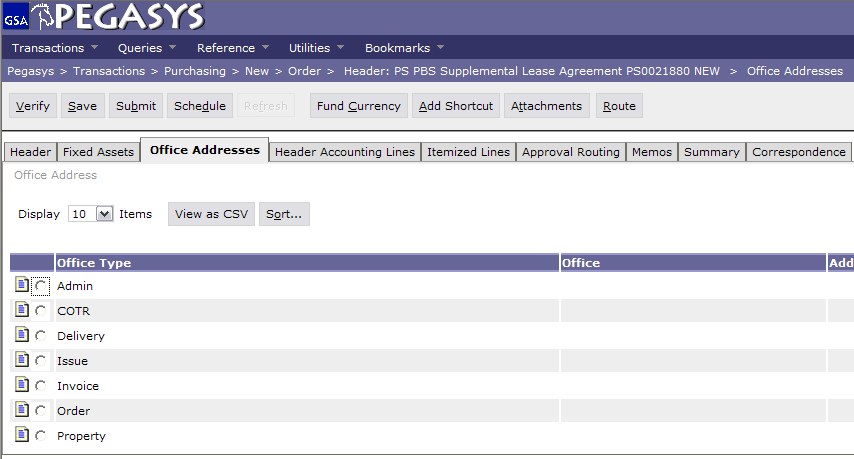 GSA PEGASYS
Transactions Queries Reference Utilities Bookmarks
Pegasys > Transactions > Purchasing > New > Order > Header: PS PBS Supplemental Lease Agreement PS0021880 NEW > Office Addresses
Verify Save Submit Schedule Refresh Fund Currency Add Shortcut Attachments Route
Header Fixed Assets Office Addresses Header Accounting Lines Itemized Lines Approval Routing Memos Summary Correspondence
Office Address
Display 10 Items View as CSV Sort...
Office Type Office Add
Admin
COTR
Delivery
Issue
Invoice
Order
Property